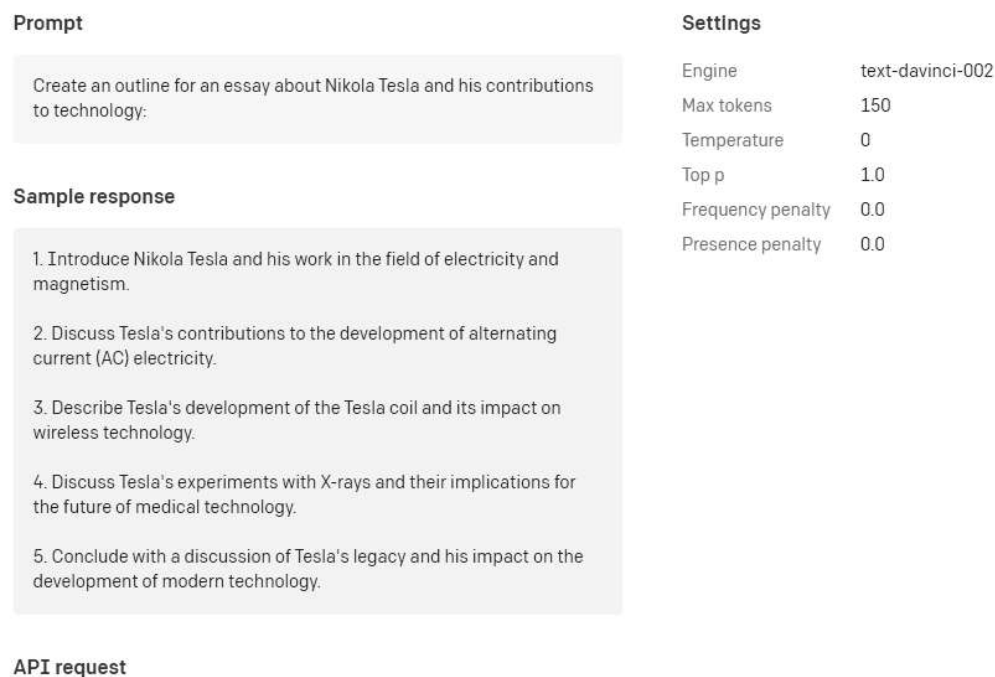 Prompt
Create an outline for an essay about Nikola Tesla and his contributions
to technology:
Sample response
1. Introduce Nikola Tesla and his work in the field of electricity and
magnetism.
2. Discuss Tesla's contributions to the development of alternating
current (AC) electricity.
3. Describe Tesla's development of the Tesla coil and its impact on
wireless technology.
4. Discuss Tesla's experiments with X-rays and their implications for
the future of medical technology.
5. Conclude with a discussion of Tesla's legacy and his impact on the
development of modern technology.
API request
Settings
Engine text-davinci-002
Max tokens 150
Temperature 0
Top p 1.0
Frequency penalty 0.0
Presence penalty 0.0